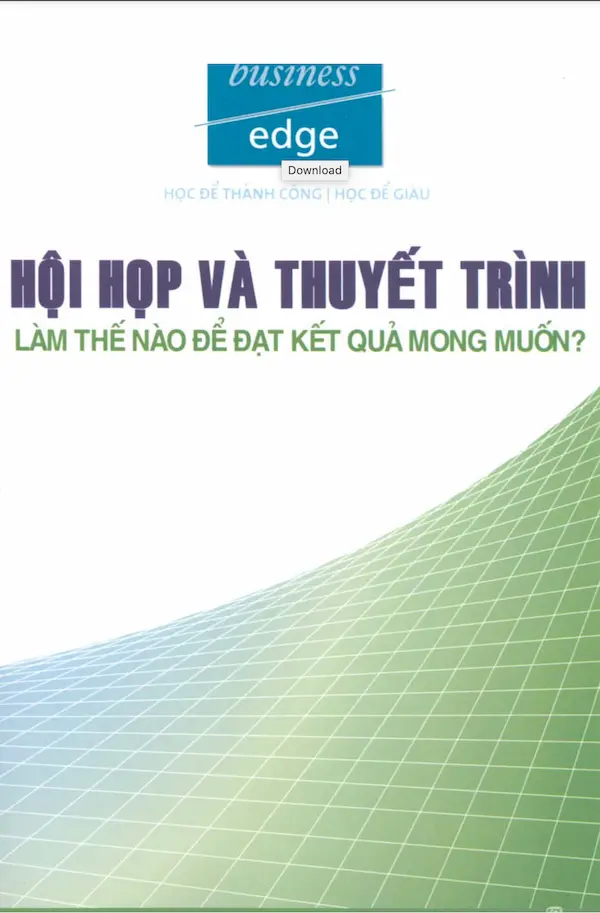 business
edge
Download
HỌC ĐỂ THÀNH CÔNG | HỌC ĐỂ GIÀU
HỘI HỌP VÀ THUYẾT TRÌNH
LÀM THẾ NÀO ĐỂ ĐẠT KẾT QUẢ MONG MUỐN?